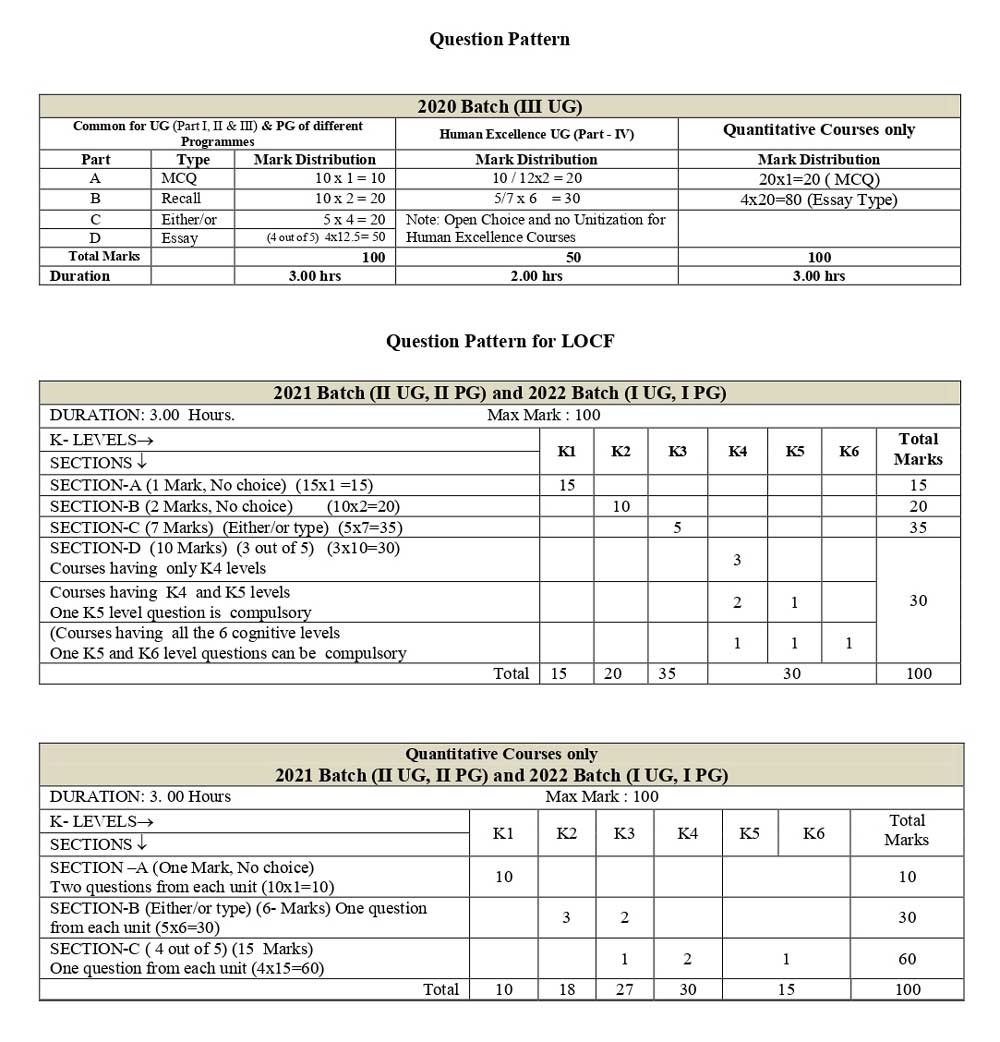 Question Pattern
2020 Batch (III UG)
Common for UG (Part I, II & III) & PG of different Programmes
Human Excellence UG (Part - IV)
Quantitative Courses only
Part Type Mark Distribution Mark Distribution Mark Distribution
A MCQ 10 x 1 = 10 10 / 12x2 = 20 20x1=20 ( MCQ)
B Recall 10 x 2 = 20 5/7 x 6 = 30 4x20=80 (Essay Type)
C Either/or 5 x 4 = 20 Note: Open Choice and no Unitization for
D Essay (4 out of 5) 4x12.5= 50 Human Excellence Courses
Total Marks 100 50 100
Duration 3.00 hrs 2.00 hrs 3.00 hrs
Question Pattern for LOCF
2021 Batch (II UG, II PG) and 2022 Batch (I UG, I PG)
DURATION: 3.00 Hours. Max Mark : 100
K- LEVELS→
SECTIONS ↓
K1 K2 K3 K4 K5 K6 Total Marks
SECTION-A (1 Mark, No choice) (15x1 =15) 15 15
SECTION-B (2 Marks, No choice) (10x2=20) 10 20
SECTION-C (7 Marks) (Either/or type) (5x7=35) 5 35
SECTION-D (10 Marks) (3 out of 5) (3x10=30)
Courses having only K4 levels 3
Courses having K4 and K5 levels
One K5 level question is compulsory 2 1 30
(Courses having all the 6 cognitive levels
One K5 and K6 level questions can be compulsory 1 1 1
Total 15 20 35 30 100
Quantitative Courses only
2021 Batch (II UG, II PG) and 2022 Batch (I UG, I PG)
DURATION: 3. 00 Hours Max Mark : 100
K- LEVELS→
SECTIONS ↓
K1 K2 K3 K4 K5 K6 Total Marks
SECTION –A (One Mark, No choice)
Two questions from each unit (10x1=10) 10 10
SECTION-B (Either/or type) (6- Marks) One question
from each unit (5x6=30) 3 2 30
SECTION-C ( 4 out of 5) (15 Marks)
One question from each unit (4x15=60) 1 2 1 60
Total 10 18 27 30 15 100